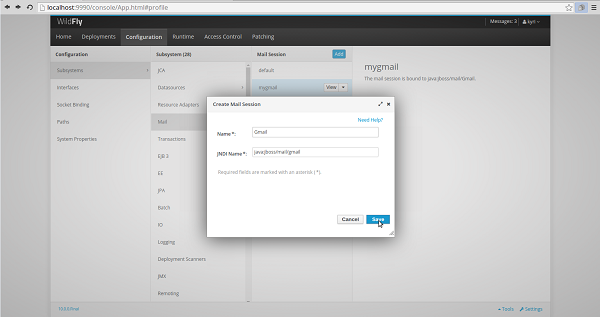 localhost:9990/console/App.html#profile
WildFly
Messages: 3
kyri
Home Deployments Configuration Runtime Access Control Patching
Configuration
Subsystems
Interfaces
Socket Binding
Paths
System Properties
Subsystem (28)
JCA
Datasources
Resource Adapters
Mail
Transactions
EJB 3
EE
JPA
Batch
IO
Logging
Deployment Scanners
JMX
Remoting
Mail Session
Add
default
mygmail
View
mygmail
The mail session is bound to java:jboss/mail/Gmail
Create Mail Session
Need Help?
Name *:
Gmail
JNDI Name *:
java:jboss/mail/gmail
Required fields are marked with an asterisk (*).
Cancel
Save
Tools
Settings